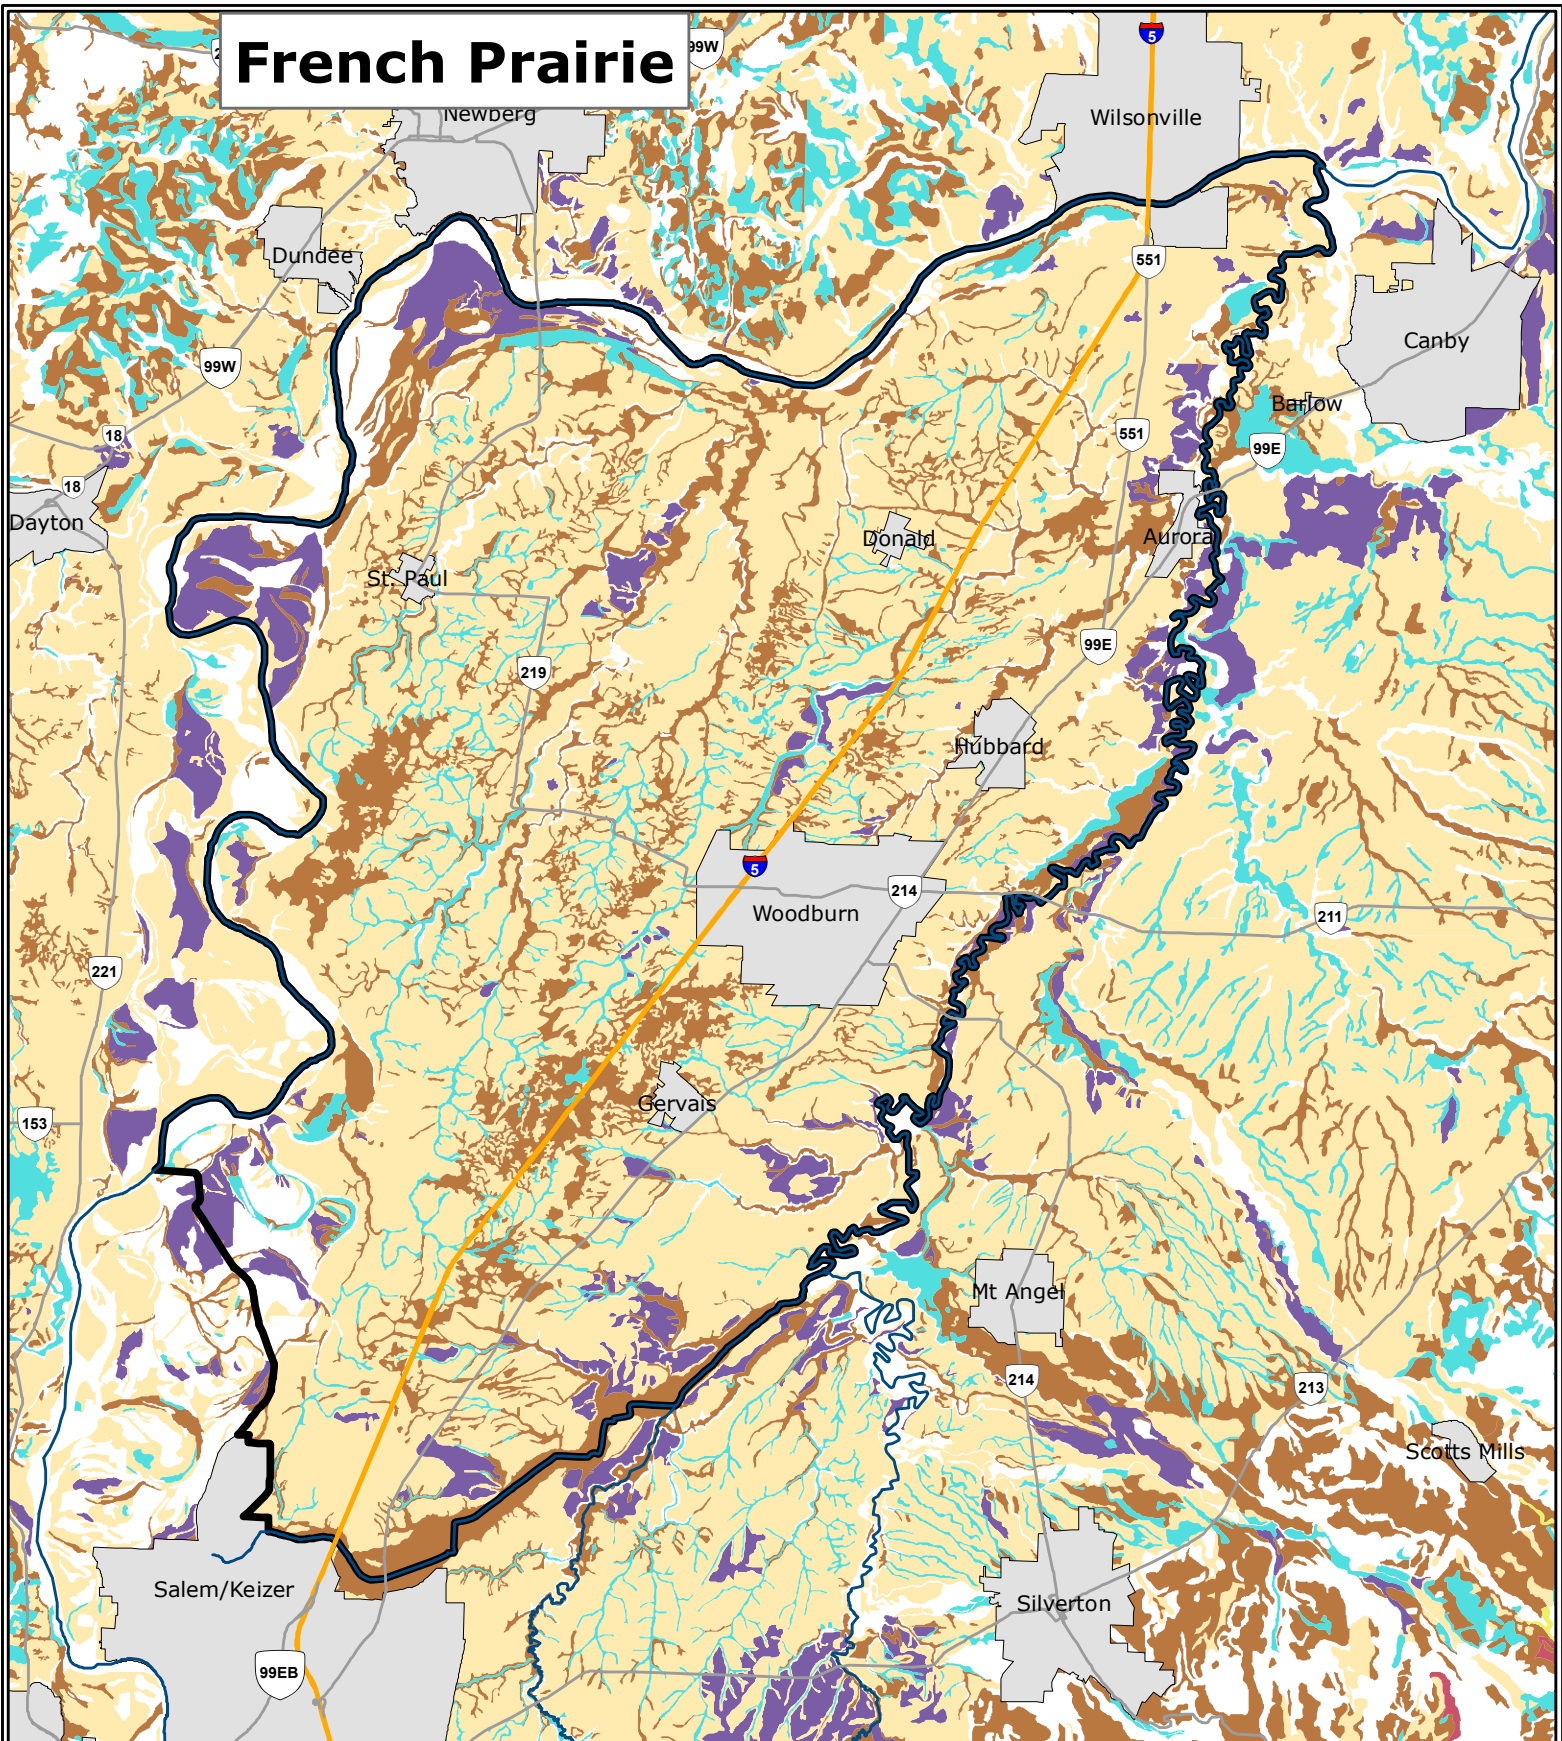 French Prairie
99W
5
Newberg
Wilsonville
Dundee
551
99W
Canby
Barlow
18
551
99E
18
Dayton
Donald
Aurora
St. Paul
99E
219
Hubbard
5
214
Woodburn
211
221
Gervais
153
Mt Angel
214
213
Scotts Mills
Salem/Keizer
Silverton
99EB